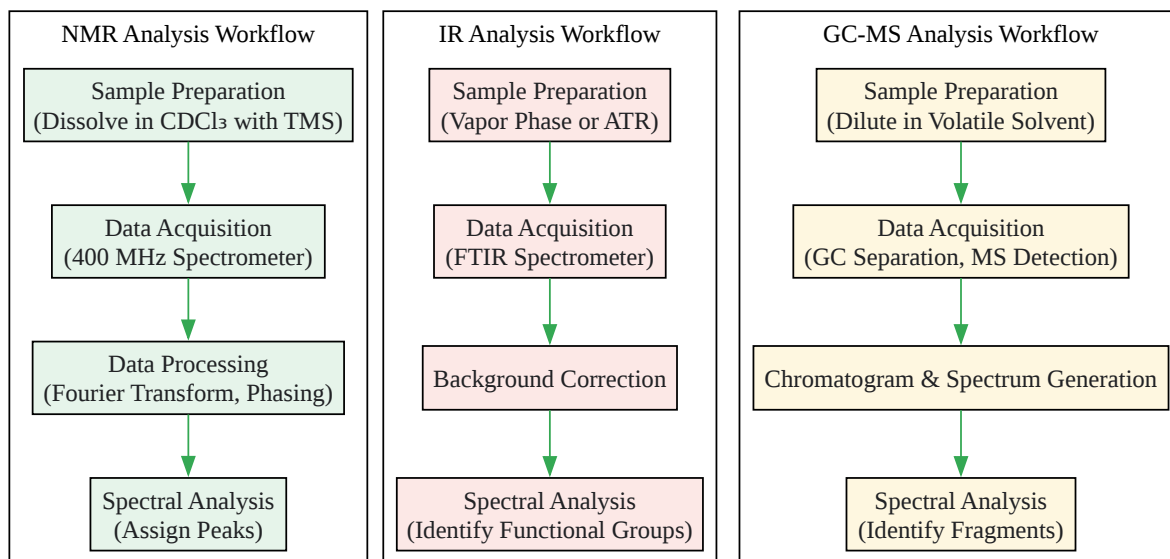 NMR Analysis Workflow
Sample Preparation
(Dissolve in CDCl₃ with TMS)
Data Acquisition
(400 MHz Spectrometer)
Data Processing
(Fourier Transform, Phasing)
Spectral Analysis
(Assign Peaks)
IR Analysis Workflow
Sample Preparation
(Vapor Phase or ATR)
Data Acquisition
(FTIR Spectrometer)
Background Correction
Spectral Analysis
(Identify Functional Groups)
GC-MS Analysis Workflow
Sample Preparation
(Dilute in Volatile Solvent)
Data Acquisition
(GC Separation, MS Detection)
Chromatogram & Spectrum Generation
Spectral Analysis
(Identify Fragments)